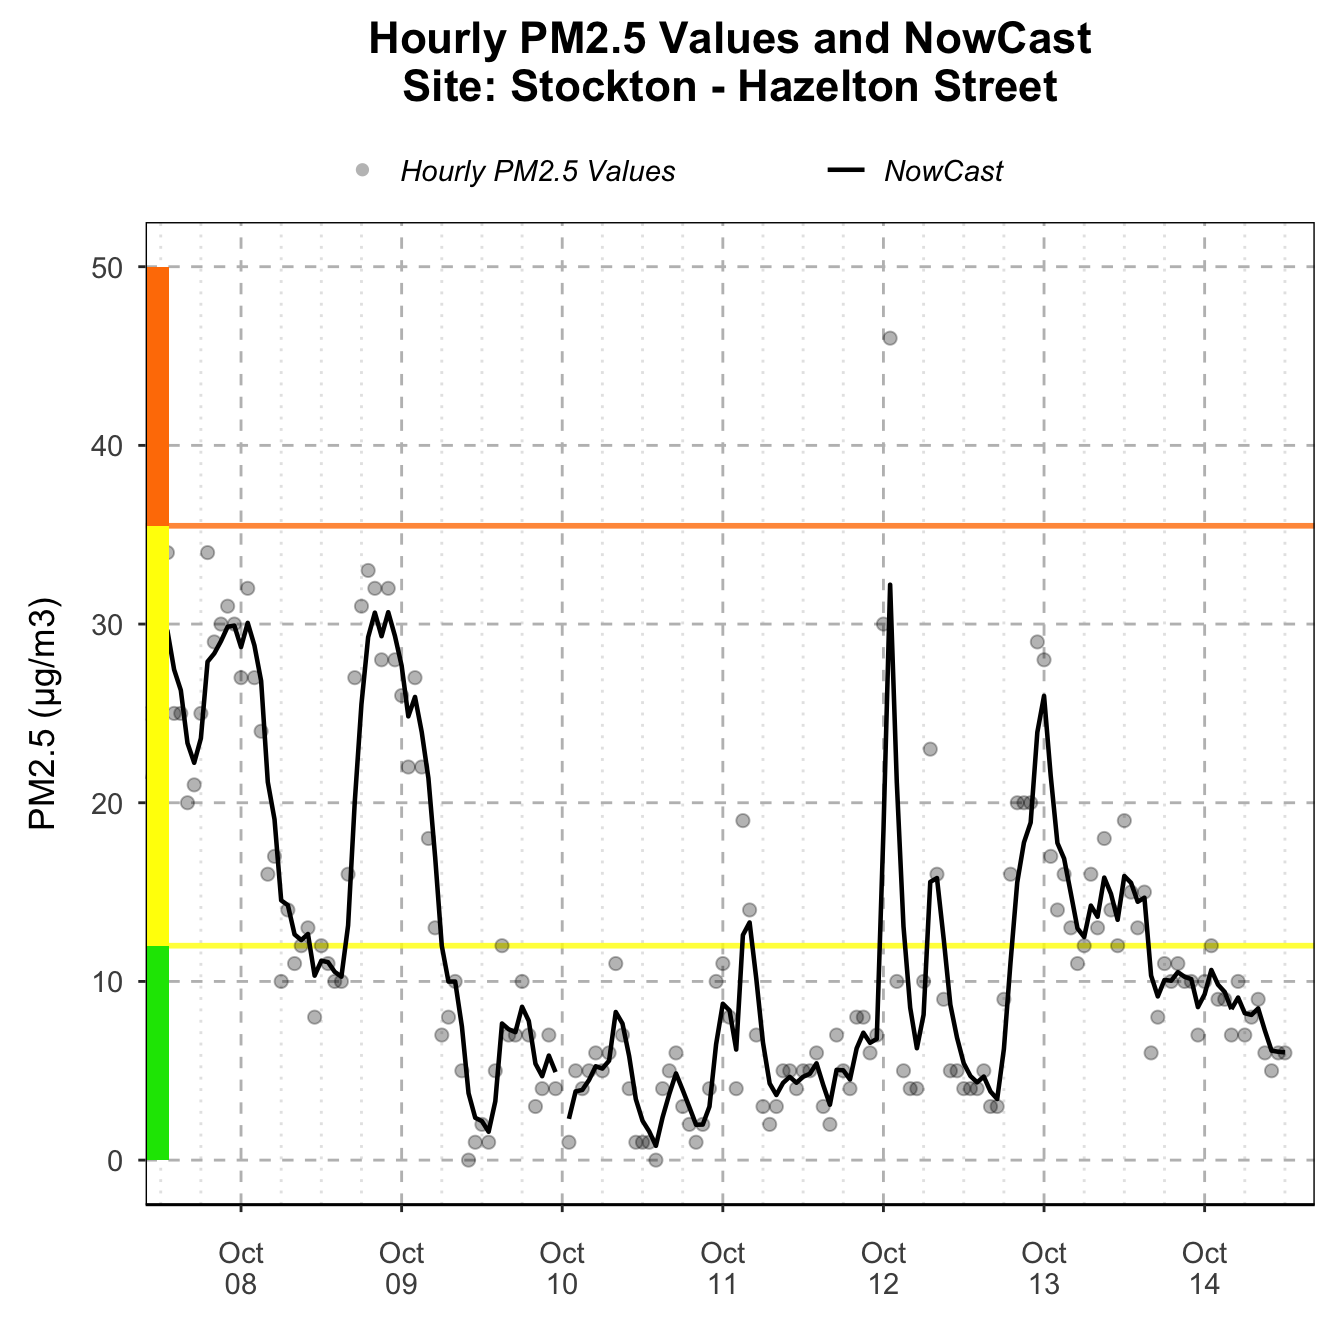 Hourly PM2.5 Values and NowCast
Site: Stockton - Hazelton Street
Hourly PM2.5 Values
NowCast
50
40
30
20
10
0
PM2.5 (µg/m3)
Oct
08
Oct
09
Oct
10
Oct
11
Oct
12
Oct
13
Oct
14